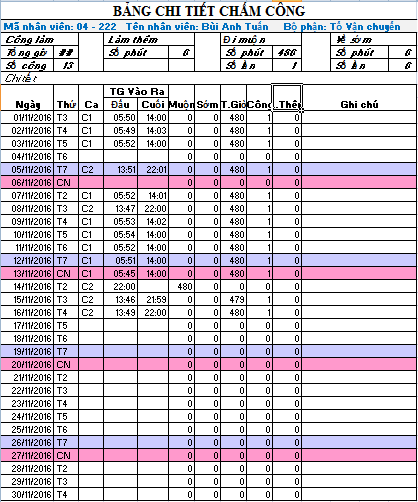 BẢNG CHI TIẾT CHẤM CÔNG
Mã nhân viên: 04 - 222 Tên nhân viên: Bùi Anh Tuấn Bộ phận: Tổ Vận chuyển
Công làm Làm thêm Đi muộn Về sớm
Tổng giờ ## Số phút 6 Số phút 486 Số phút 6
Số công 13 Số lần 1 Số lần 6
Chi tiết
TG Vào Ra
Ngày Thứ Ca Đầu Cuối Muộn Sớm T.Giờ Công .Thêm Ghi chú
01/11/2016 T3 C1 05:50 14:00 0 0 480 1 0
02/11/2016 T4 C1 05:49 14:03 0 0 480 1 0
03/11/2016 T5 C1 05:52 14:00 0 0 480 1 0
04/11/2016 T6 0 0 0 0 0
05/11/2016 T7 C2 13:51 22:01 0 0 480 1 0
06/11/2016 CN 0 0 0 0 0
07/11/2016 T2 C1 05:52 14:01 0 0 480 1 0
08/11/2016 T3 C2 13:47 22:00 0 0 480 1 0
09/11/2016 T4 C1 05:53 14:02 0 0 480 1 0
10/11/2016 T5 C1 05:54 14:00 0 0 480 1 0
11/11/2016 T6 C1 05:52 14:00 0 0 480 1 0
12/11/2016 T7 C1 05:51 14:00 0 0 480 1 0
13/11/2016 CN C1 05:45 14:00 0 0 480 1 0
14/11/2016 T2 C2 22:00 480 0 0 0 0
15/11/2016 T3 C2 13:46 21:59 0 0 479 1 0
16/11/2016 T4 C2 13:49 22:00 0 0 480 1 0
17/11/2016 T5 0 0 0 0 0
18/11/2016 T6 0 0 0 0 0
19/11/2016 T7 0 0 0 0 0
20/11/2016 CN 0 0 0 0 0
21/11/2016 T2 0 0 0 0 0
22/11/2016 T3 0 0 0 0 0
23/11/2016 T4 0 0 0 0 0
24/11/2016 T5 0 0 0 0 0
25/11/2016 T6 0 0 0 0 0
26/11/2016 T7 0 0 0 0 0
27/11/2016 CN 0 0 0 0 0
28/11/2016 T2 0 0 0 0 0
29/11/2016 T3 0 0 0 0 0
30/11/2016 T4 0 0 0 0 0